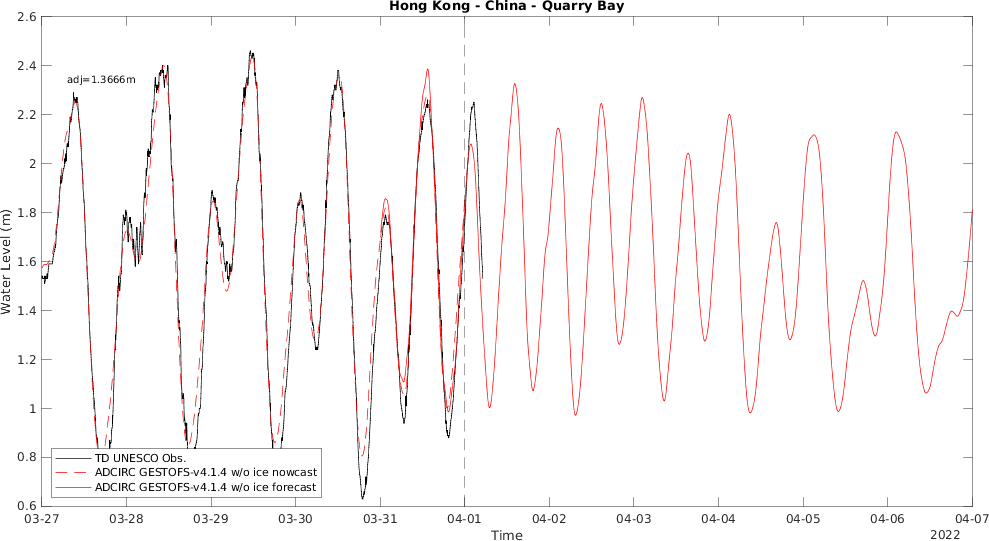 Hong Kong - China - Quarry Bay
adj=1.3666m
Water Level (m)
2.6
2.4
2.2
2
1.8
1.6
1.4
1.2
1
0.8
0.6
TD UNESCO Obs.
ADCIRC GESTOFS-v4.1.4 w/o ice nowcast
ADCIRC GESTOFS-v4.1.4 w/o ice forecast
03-27 03-28 03-29 03-30 03-31 04-01 04-02 04-03 04-04 04-05 04-06 04-07
Time
2022